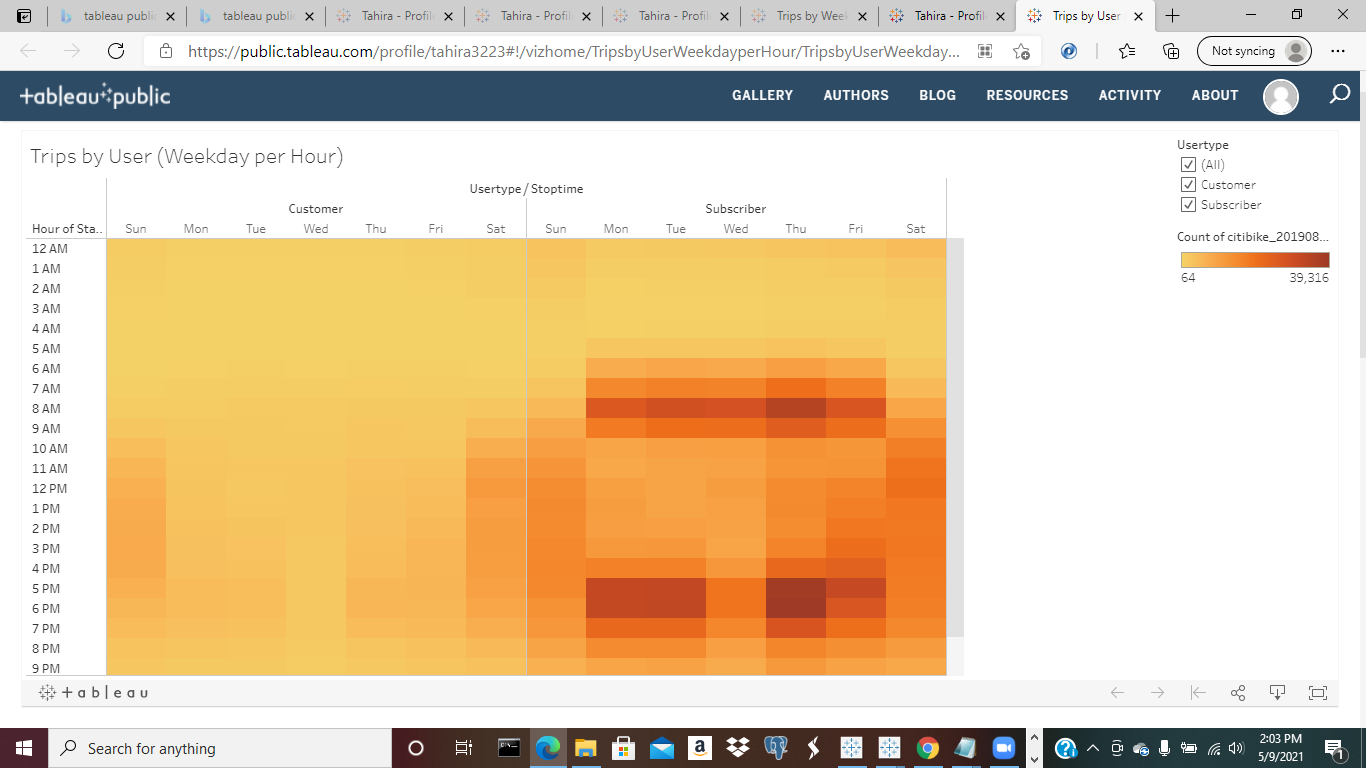 tableau publi
tableau publi
Tahira - Profil
Tahira - Profil
Tahira - Profil
Trips by Week
Tahira - Profil
Trips by User
https://public.tableau.com/profile/tahira3223#!/vizhome/TripsbyUserWeekdayperHour/TripsbyUserWeekday...
Not syncing
+ableau public
GALLERY AUTHORS BLOG RESOURCES ACTIVITY ABOUT
Trips by User (Weekday per Hour)
Usertype / Stoptime
Customer Subscriber
Hour of Sta.. Sun Mon Tue Wed Thu Fri Sat Sun Mon Tue Wed Thu Fri Sat
12 AM
1 AM
2 AM
3 AM
4 AM
5 AM
6 AM
7 AM
8 AM
9 AM
10 AM
11 AM
12 PM
1 PM
2 PM
3 PM
4 PM
5 PM
6 PM
7 PM
8 PM
9 PM
Usertype
(All)
Customer
Subscriber
Count of citibike_201908...
64 39,316
+ableau
Search for anything
2:03 PM
5/9/2021
1